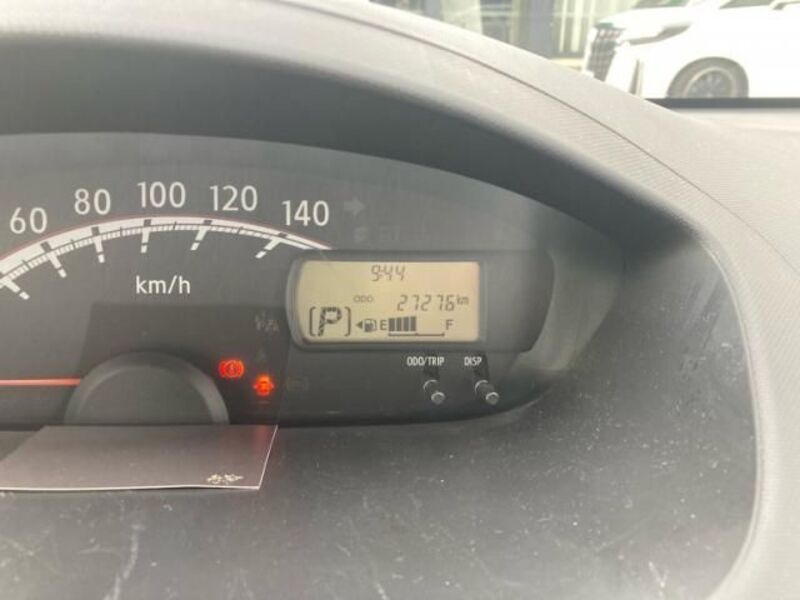 60 80 100 120 140
km/h
9:44
ODO 27276 km
P E F
ODO/TRIP DISP